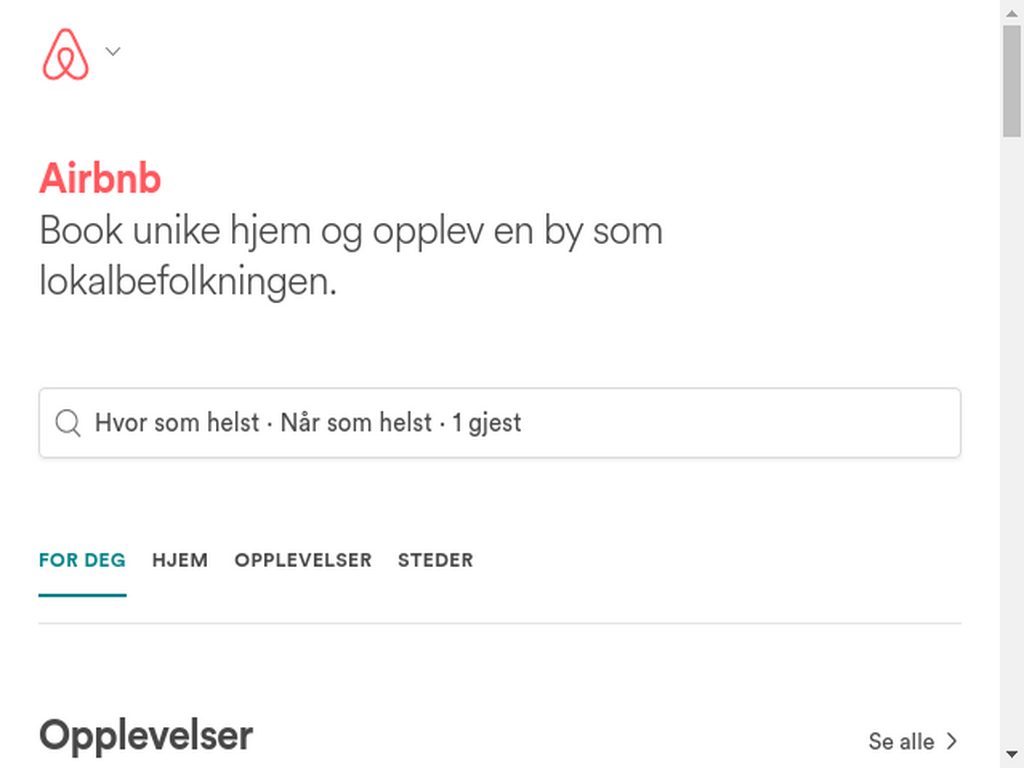 Airbnb
Book unike hjem og opplev en by som
lokalbefolkningen.
Hvor som helst · Når som helst · 1 gjest
FOR DEG HJEM OPPLEVELSER STEDER
Opplevelser Se alle